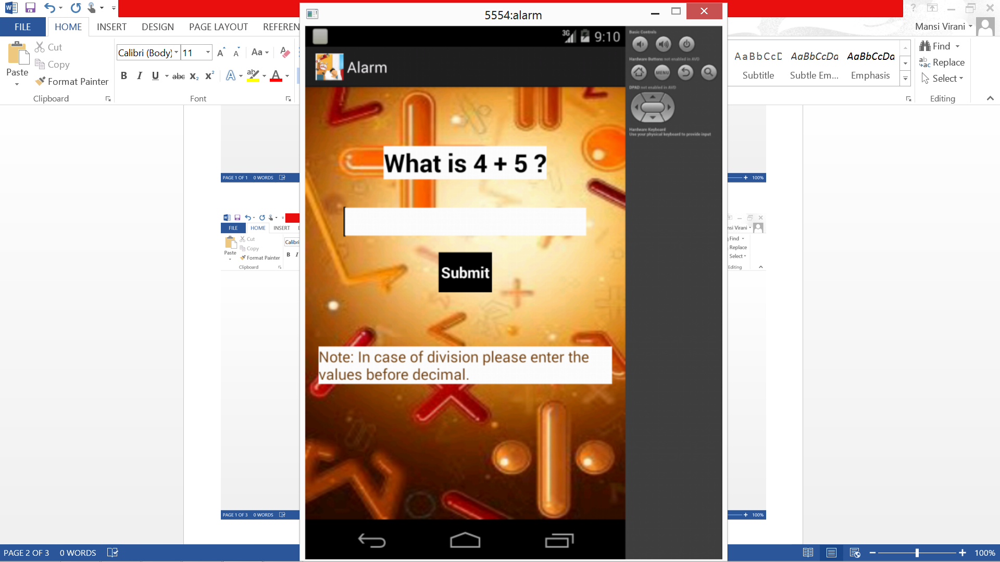 5554:alarm
?
FILE HOME INSERT DESIGN PAGE LAYOUT REFEREN
Mansi Virani
Paste
Cut
Copy
Format Painter
Clipboard
Calibri (Body) 11
A A Aa
B I U abc X₂ X² A ab A
Font
AaBbCcD AaBbCcDa AaBbCcDa
Subtitle Subtle Em... Emphasis
Find
Replace
Select
Editing
3G 9:10
Alarm
What is 4 + 5 ?
Submit
Note: In case of division please enter the
values before decimal.
Basic Controls
Hardware Buttons not enabled in AVD
MENU
DPAD not enabled in AVD
Hardware Keyboard
Use your physical keyboard to provide input
PAGE 1 OF 1 0 WORDS
100%
FILE HOME INSERT
nsi Virani
Paste
Cut
Copy
Format Painter
Clipboard
Calibri
B I
Find
Replace
Select
Editing
PAGE 1 OF 3 0 WORDS
100%
PAGE 2 OF 3 0 WORDS
100%